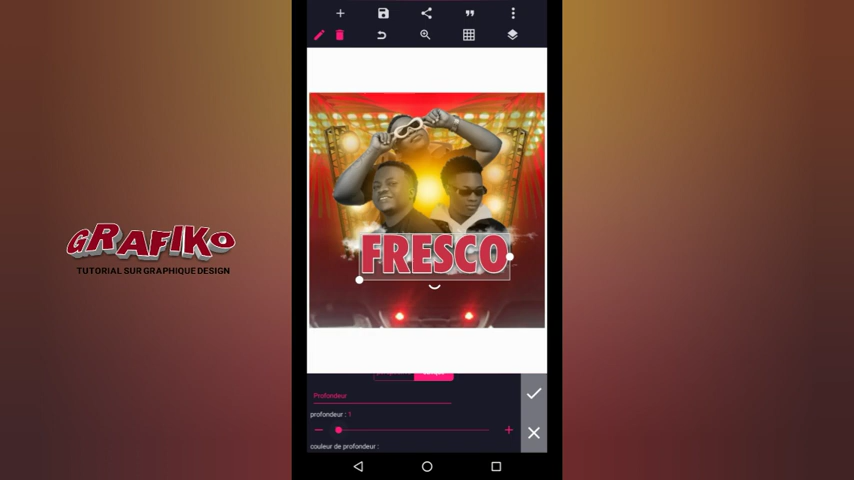 GRAFIKO
TUTORIAL SUR GRAPHIQUE DESIGN
FRESCO
Profondeur
profondeur : 1
couleur de profondeur :